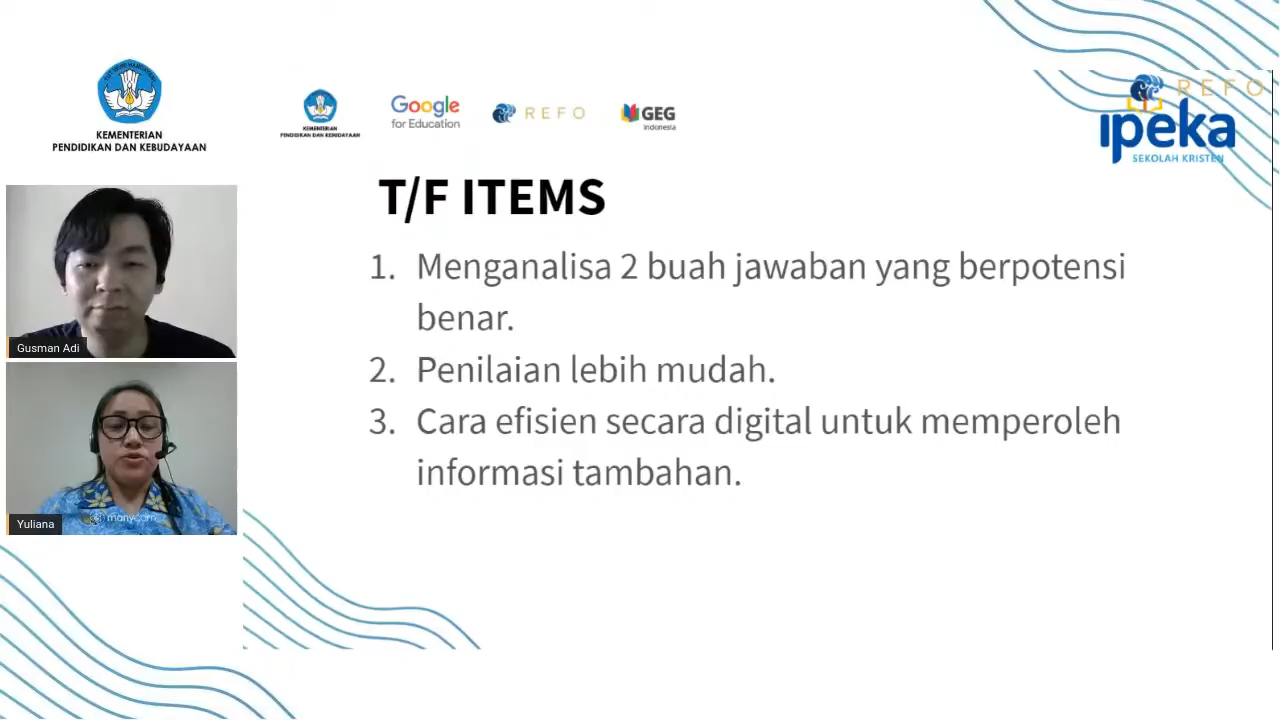 KEMENTERIAN
PENDIDIKAN DAN KEBUDAYAAN
KEMENTERIAN
PENDIDIKAN DAN KEBUDAYAAN
Google
for Education
REFO
GEG
Indonesia
REFO
ipeka
SEKOLAH KRISTEN
T/F ITEMS
1. Menganalisa 2 buah jawaban yang berpotensi
benar.
2. Penilaian lebih mudah.
3. Cara efisien secara digital untuk memperoleh
informasi tambahan.
Gusman Adi
Yuliana
manycam